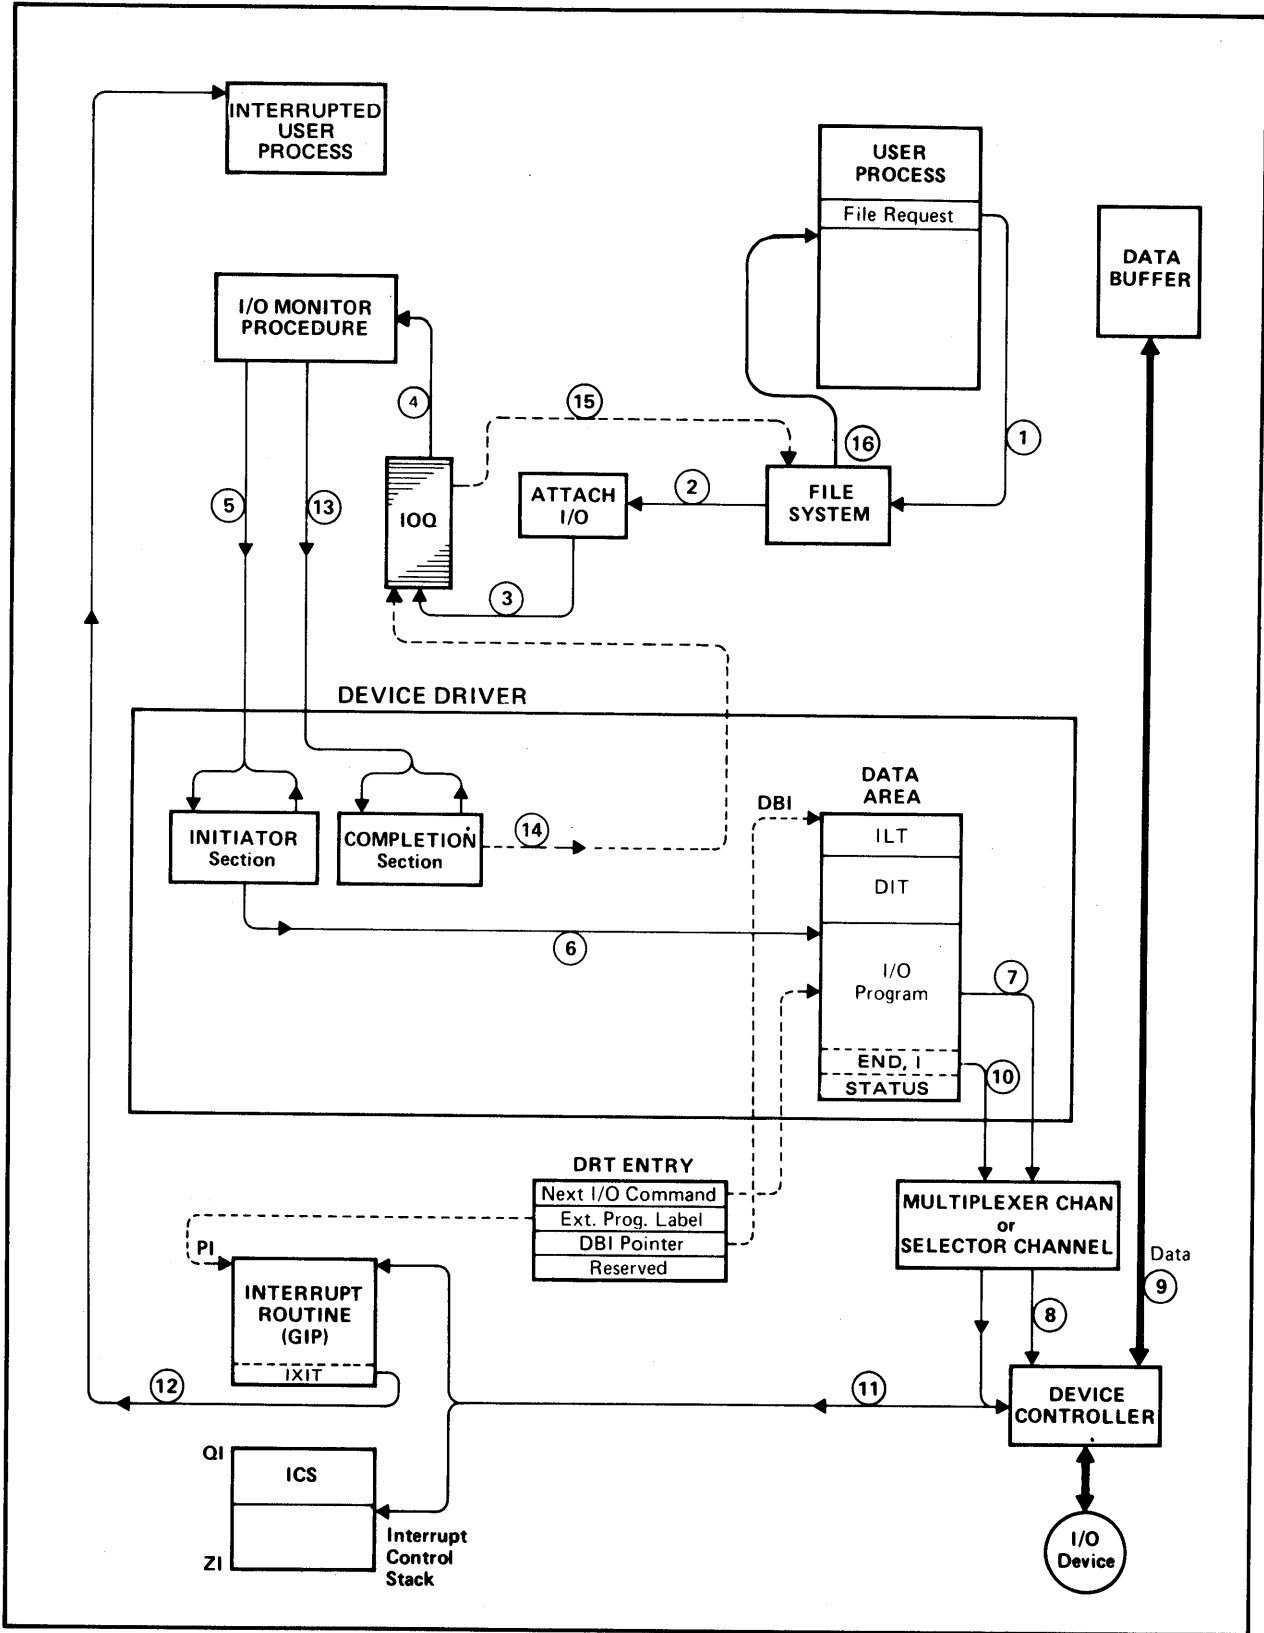 INTERRUPTED
USER
PROCESS
USER
PROCESS
File Request
DATA
BUFFER
I/O MONITOR
PROCEDURE
4
15
16
1
5
13
IOQ
ATTACH
I/O
2
FILE
SYSTEM
3
DEVICE DRIVER
DATA
AREA
DBI
INITIATOR
Section
COMPLETION
Section
14
ILT
DIT
6
I/O
Program
7
END, I
10
STATUS
DRT ENTRY
Next I/O Command
Ext. Prog. Label
DBI Pointer
Reserved
MULTIPLEXER CHAN
or
SELECTOR CHANNEL
Data
9
PI
INTERRUPT
ROUTINE
(GIP)
IXIT
8
12
11
DEVICE
CONTROLLER
QI
ICS
ZI
Interrupt
Control
Stack
I/O
Device